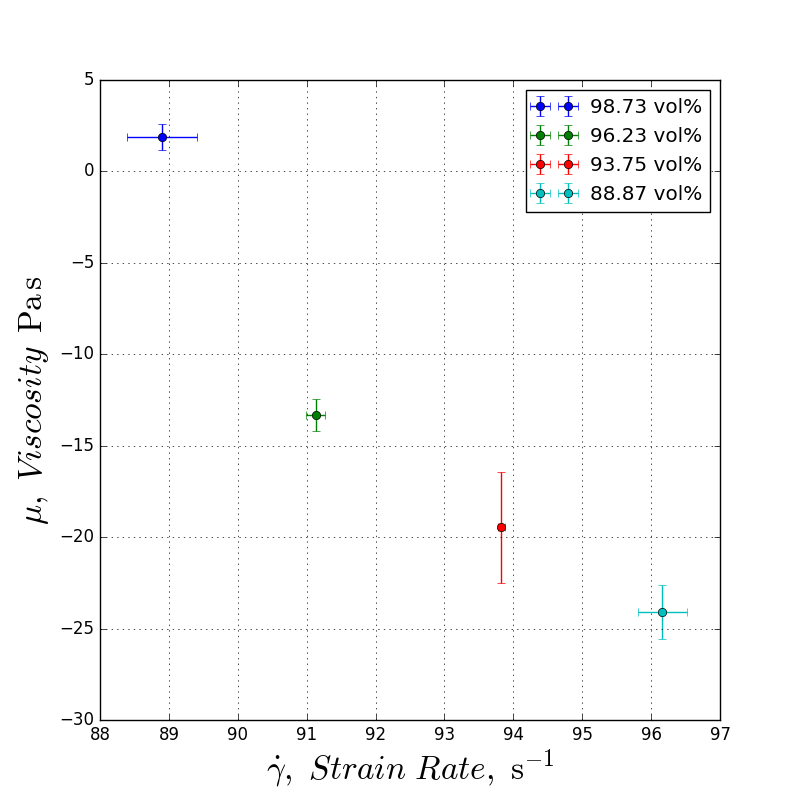 5
0
−5
−10
−15
−20
−25
−30
88 89 90 91 92 93 94 95 96 97
μ, Viscosity Pas
γ̇, Strain Rate, s⁻¹
98.73 vol%
96.23 vol%
93.75 vol%
88.87 vol%